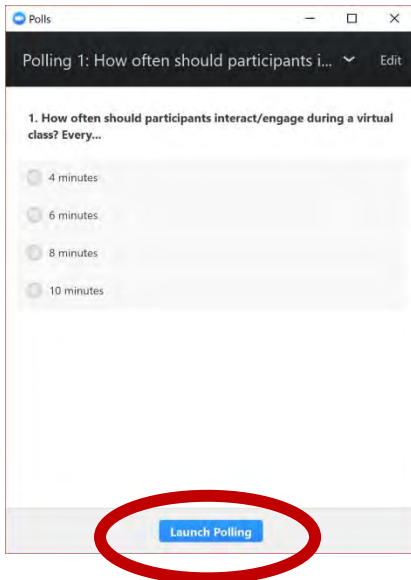 Polls
Polling 1: How often should participants i... Edit
1. How often should participants interact/engage during a virtual
class? Every...
4 minutes
6 minutes
8 minutes
10 minutes
Launch Polling